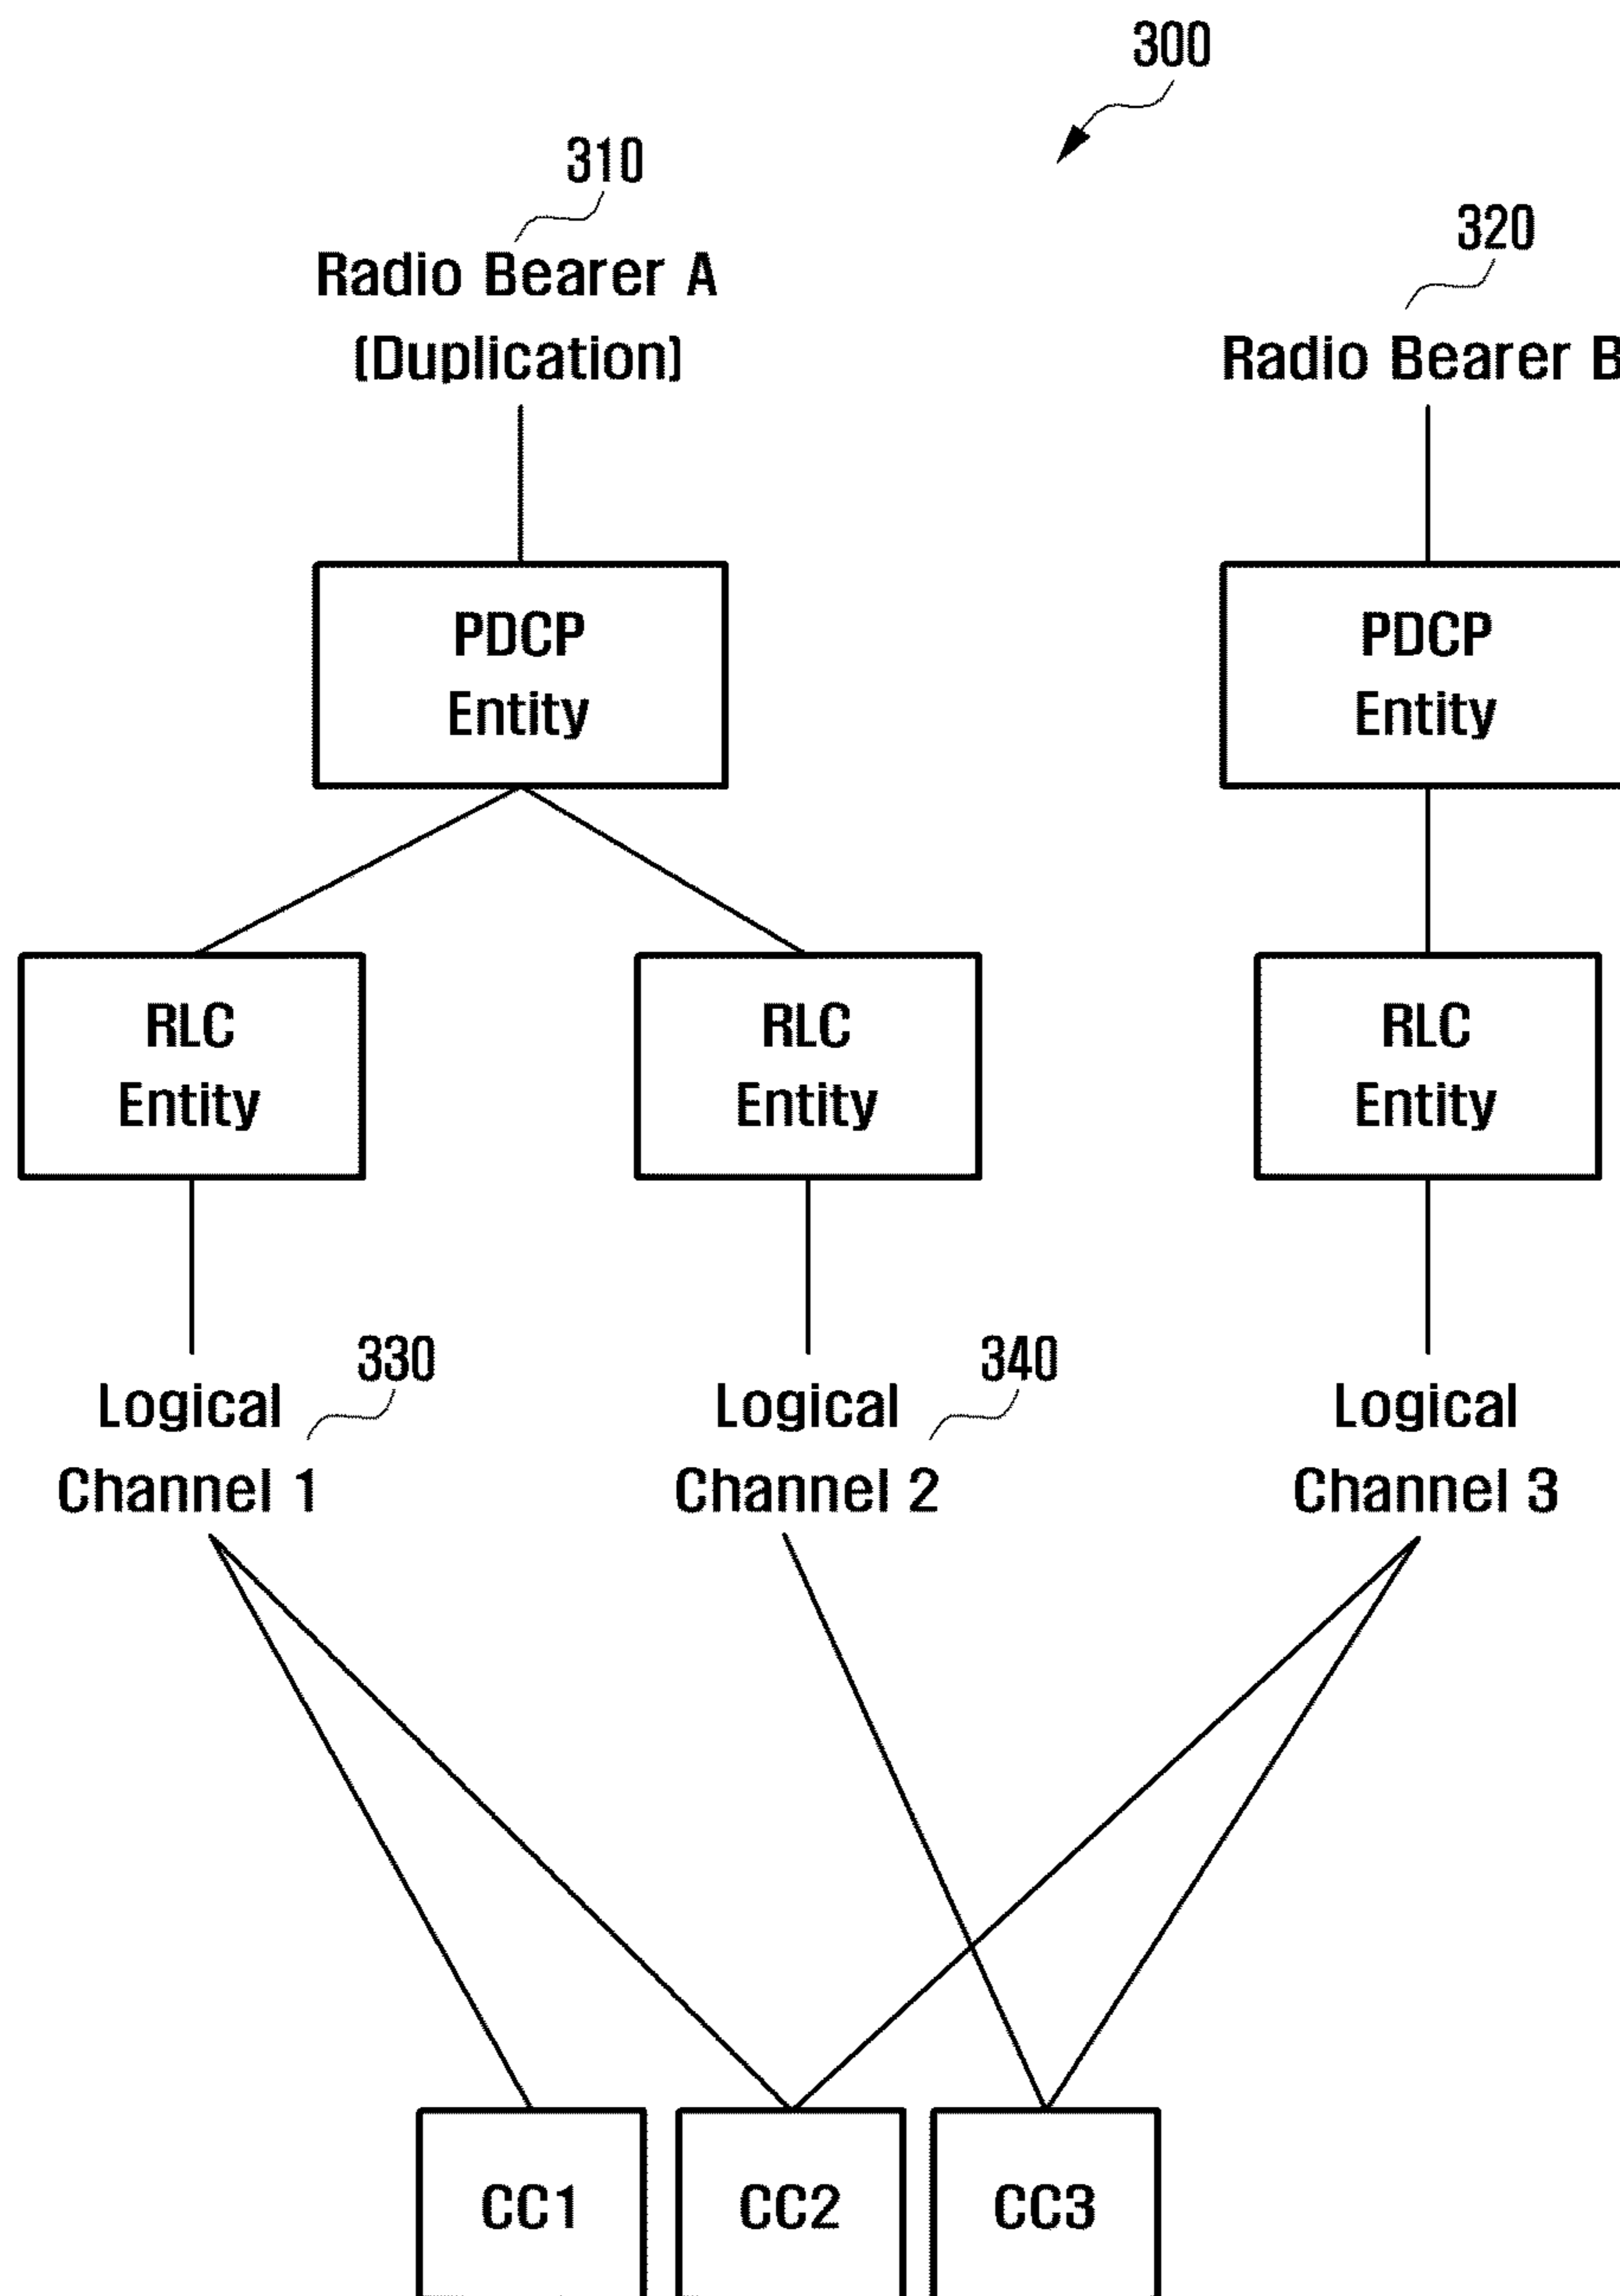 300
310
Radio Bearer A
(Duplication)
320
Radio Bearer B
PDCP
Entity
PDCP
Entity
RLC
Entity
RLC
Entity
RLC
Entity
330
Logical
Channel 1
340
Logical
Channel 2
Logical
Channel 3
CC1
CC2
CC3